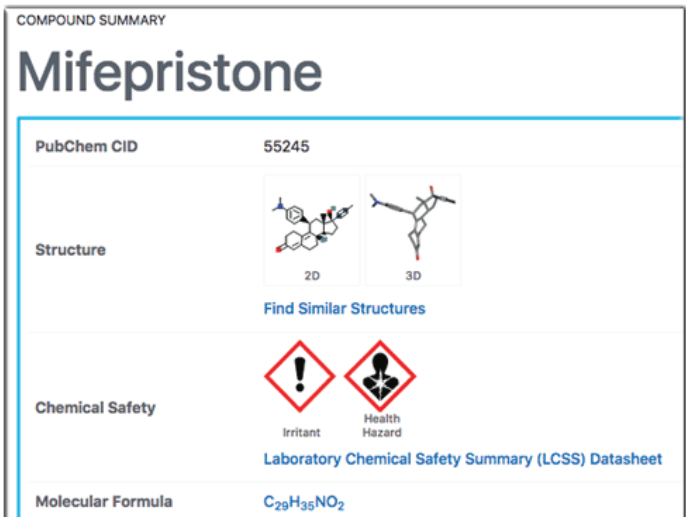 COMPOUND SUMMARY
Mifepristone
PubChem CID 55245
Structure
2D 3D
Find Similar Structures
Chemical Safety
Irritant
Health
Hazard
Laboratory Chemical Safety Summary (LCSS) Datasheet
Molecular Formula C₂₉H₃₅NO₂